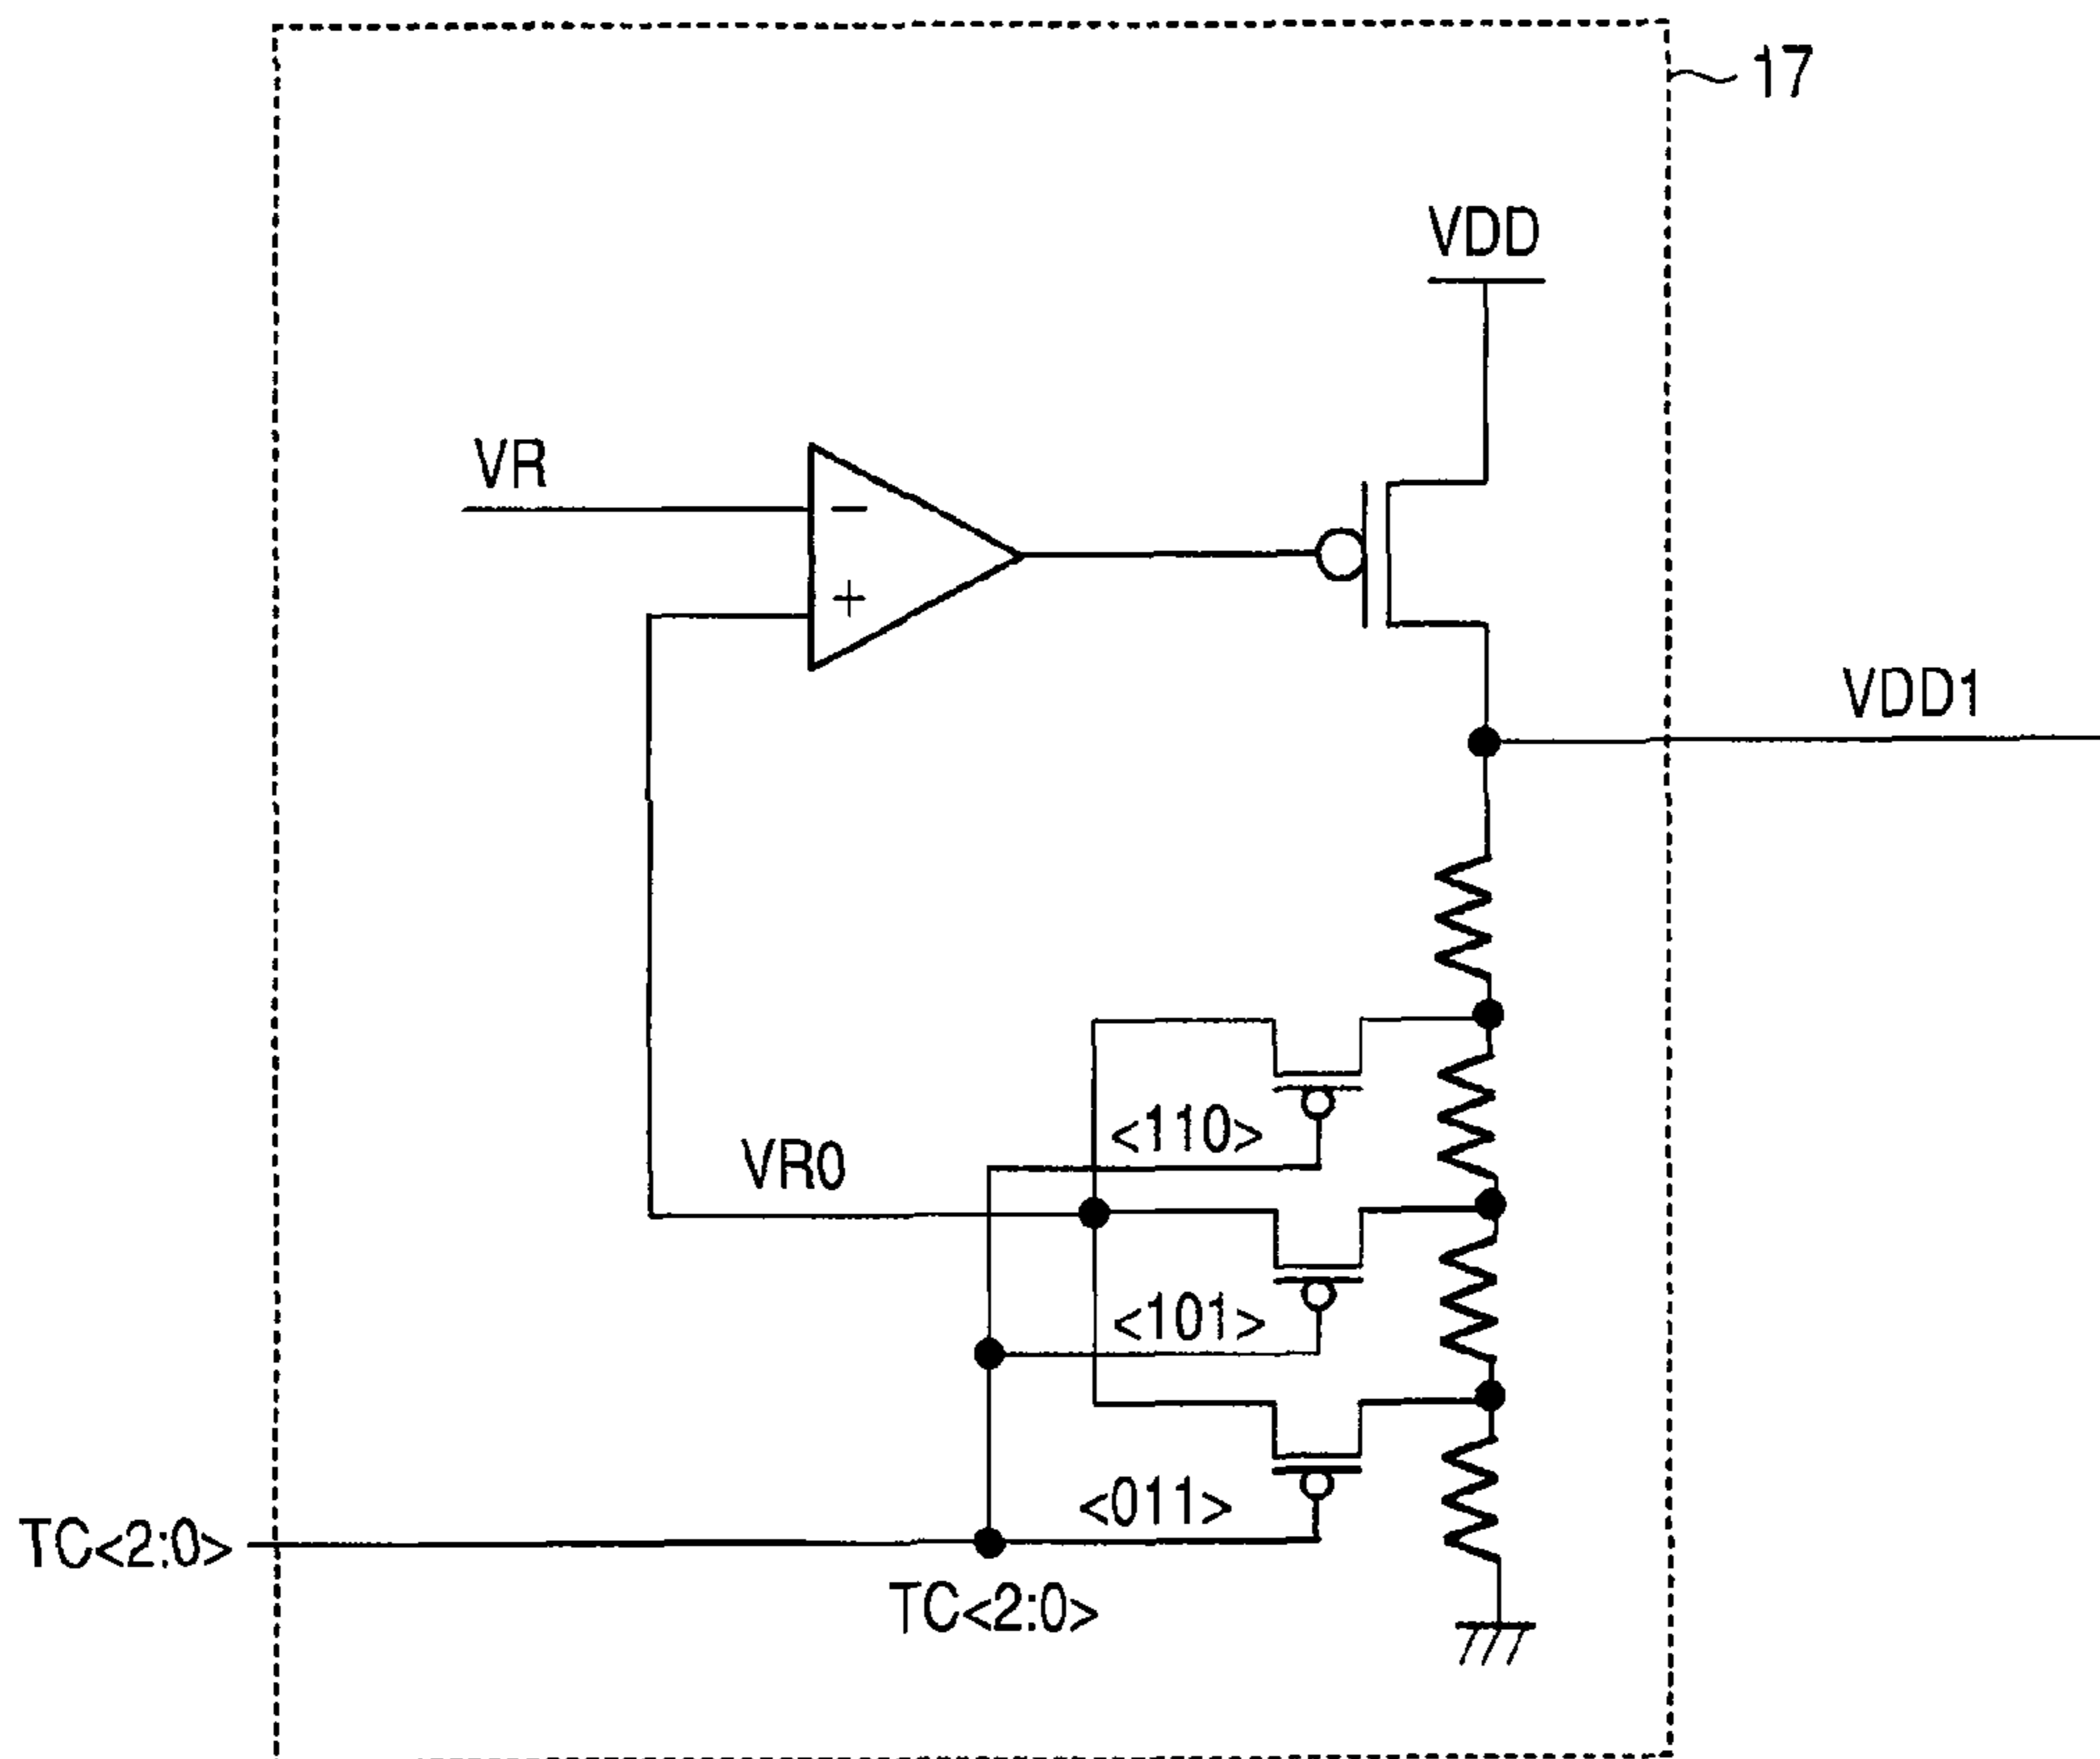 17
VDD
VR
−
+
VDD1
<110>
VR0
<101>
<011>
TC<2:0>
TC<2:0>